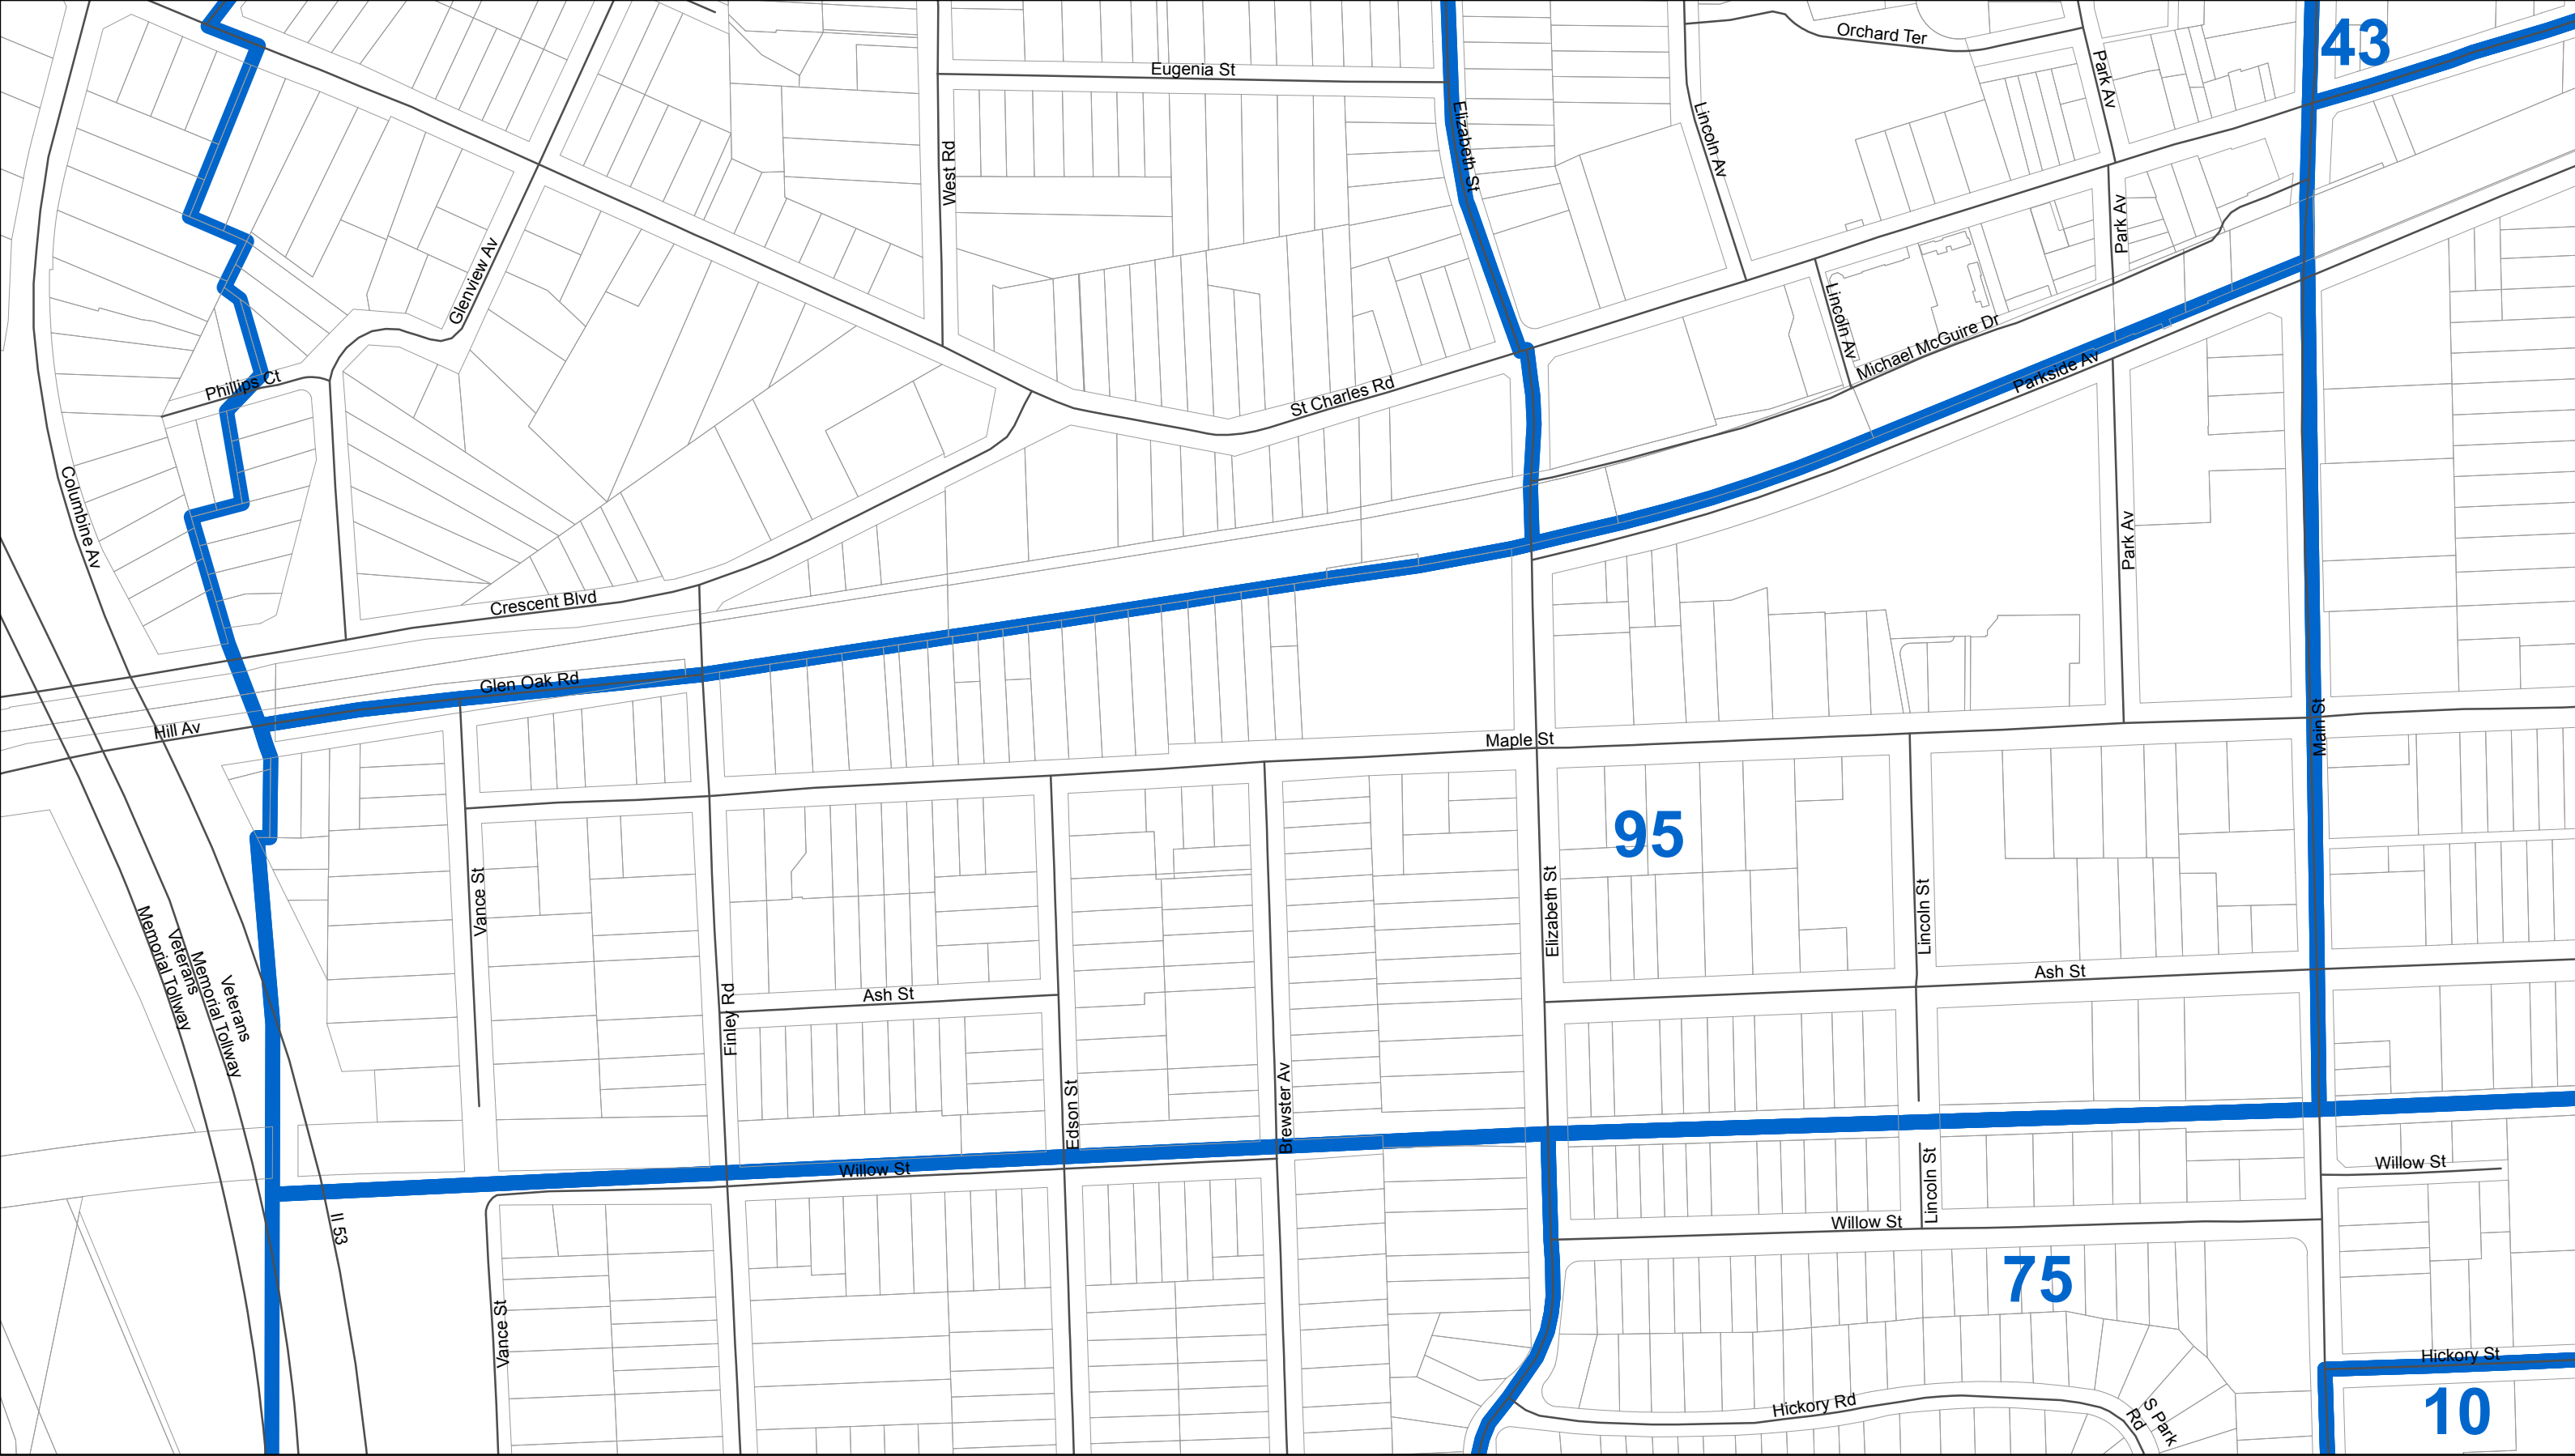 43
Orchard Ter
Eugenia St
Park Av
Elizabeth St
Lincoln Av
West Rd
Park Av
Glenview Av
Lincoln Av
Michael McGuire Dr
Parkside Av
Phillips Ct
St Charles Rd
Columbine Av
Park Av
Crescent Blvd
Glen Oak Rd
Hill Av
Maple St
Main St
95
Vance St
Elizabeth St
Lincoln St
Memorial Tollway
Veterans
Memorial Tollway
Veterans
Ash St
Finley Rd
Ash St
Edson St
Brewster Av
Willow St
Lincoln St
Willow St
Willow St
Il 53
75
Vance St
Hickory St
Hickory Rd
S Park
Rd
10